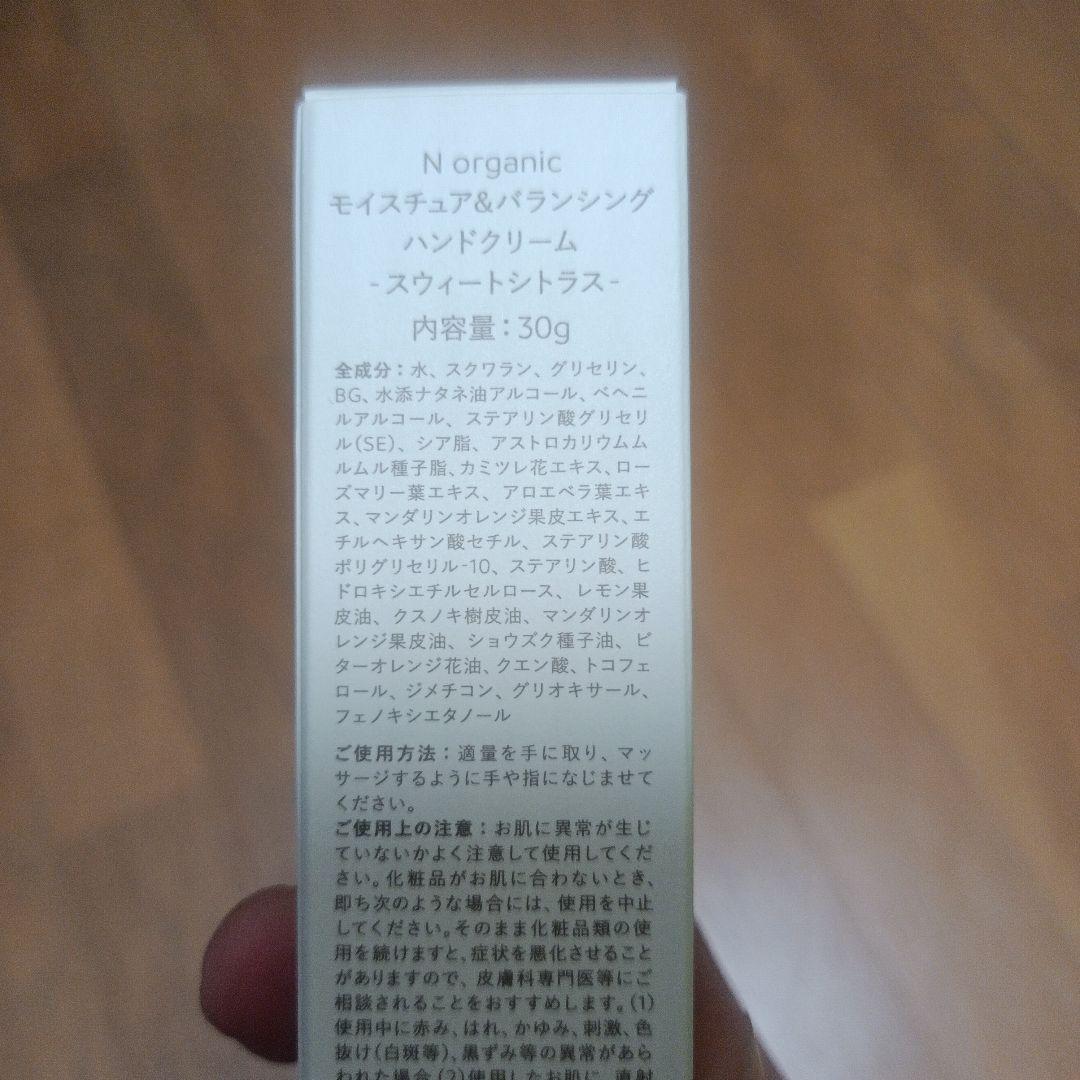 N organic
モイスチュア&バランシング
ハンドクリーム
-スウィートシトラス-
内容量：30g
全成分：水、スクワラン、グリセリン、
BG、水添ナタネ油アルコール、ベヘニ
ルアルコール、ステアリン酸グリセリ
ル(SE)、シア脂、アストロカリウムム
ルムル種子脂、カミツレ花エキス、ロー
ズマリー葉エキス、アロエベラ葉エキ
ス、マンダリンオレンジ果皮エキス、エ
チルヘキサン酸セチル、ステアリン酸
ポリグリセリル-10、ステアリン酸、ヒ
ドロキシエチルセルロース、レモン果
皮油、クスノキ樹皮油、マンダリンオ
レンジ果皮油、ショウズク種子油、ビ
ターオレンジ花油、クエン酸、トコフェ
ロール、ジメチコン、グリオキサール、
フェノキシエタノール
ご使用方法：適量を手に取り、マッ
サージするように手や指になじませて
ください。
ご使用上の注意：お肌に異常が生じ
ていないかよく注意して使用してくだ
さい。化粧品がお肌に合わないとき、
即ち次のような場合には、使用を中止
してください。そのまま化粧品類の使
用を続けますと、症状を悪化させること
がありますので、皮膚科専門医等にご
相談されることをおすすめします。(1)
使用中に赤み、はれ、かゆみ、刺激、色
抜け(白斑等)、黒ずみ等の異常があら
われた場合(2)使用したお肌に、直射